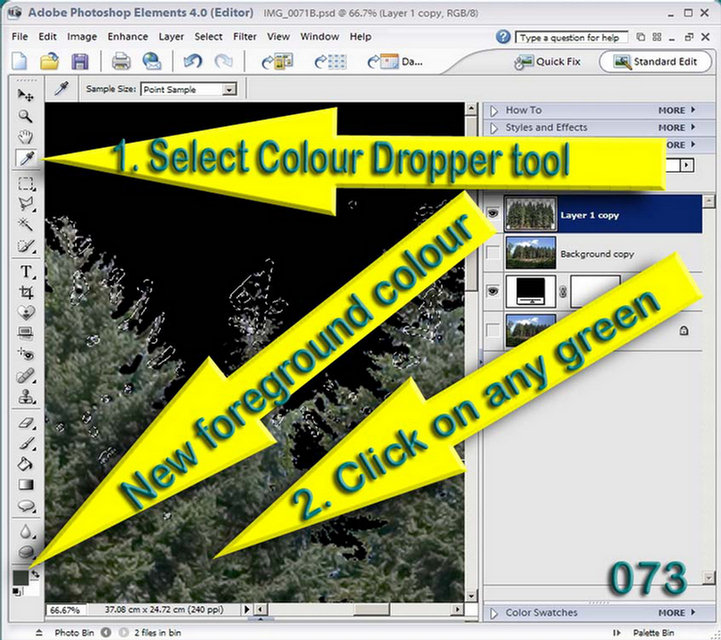 Adobe Photoshop Elements 4.0 (Editor) IMG_0071B.psd @ 66.7% (Layer 1 copy, RGB/8)
File Edit Image Enhance Layer Select Filter View Window Help Type a question for help
Da... Quick Fix Standard Edit
Sample Size: Point Sample
How To MORE
Styles and Effects MORE
MORE
1. Select Colour Dropper tool
Layer 1 copy
Background copy
New foreground colour
2. Click on any green
T
073
66.67% 37.08 cm x 24.72 cm (240 ppi)
Color Swatches MORE
Photo Bin 2 files in bin Palette Bin